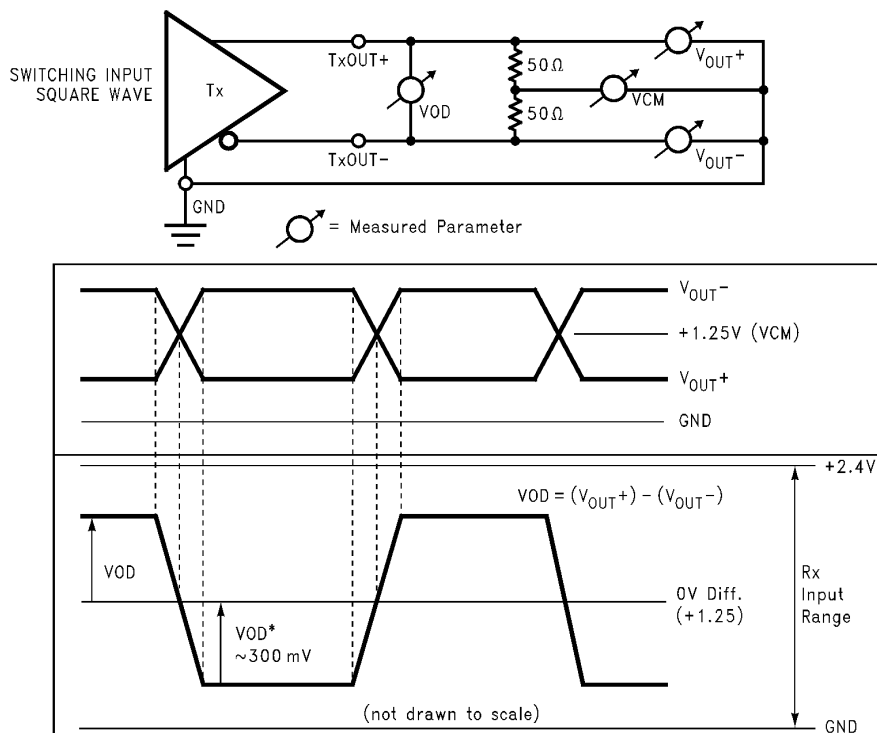 SWITCHING INPUT
SQUARE WAVE
Tx
TxOUT+
TxOUT−
VOD
50Ω
50Ω
VCM
VOUT+
VOUT−
GND
= Measured Parameter
VOUT−
+1.25V (VCM)
VOUT+
GND
+2.4V
VOD = (VOUT+) − (VOUT−)
VOD
0V Diff.
(+1.25)
Rx
Input
Range
VOD*
~300 mV
(not drawn to scale)
GND